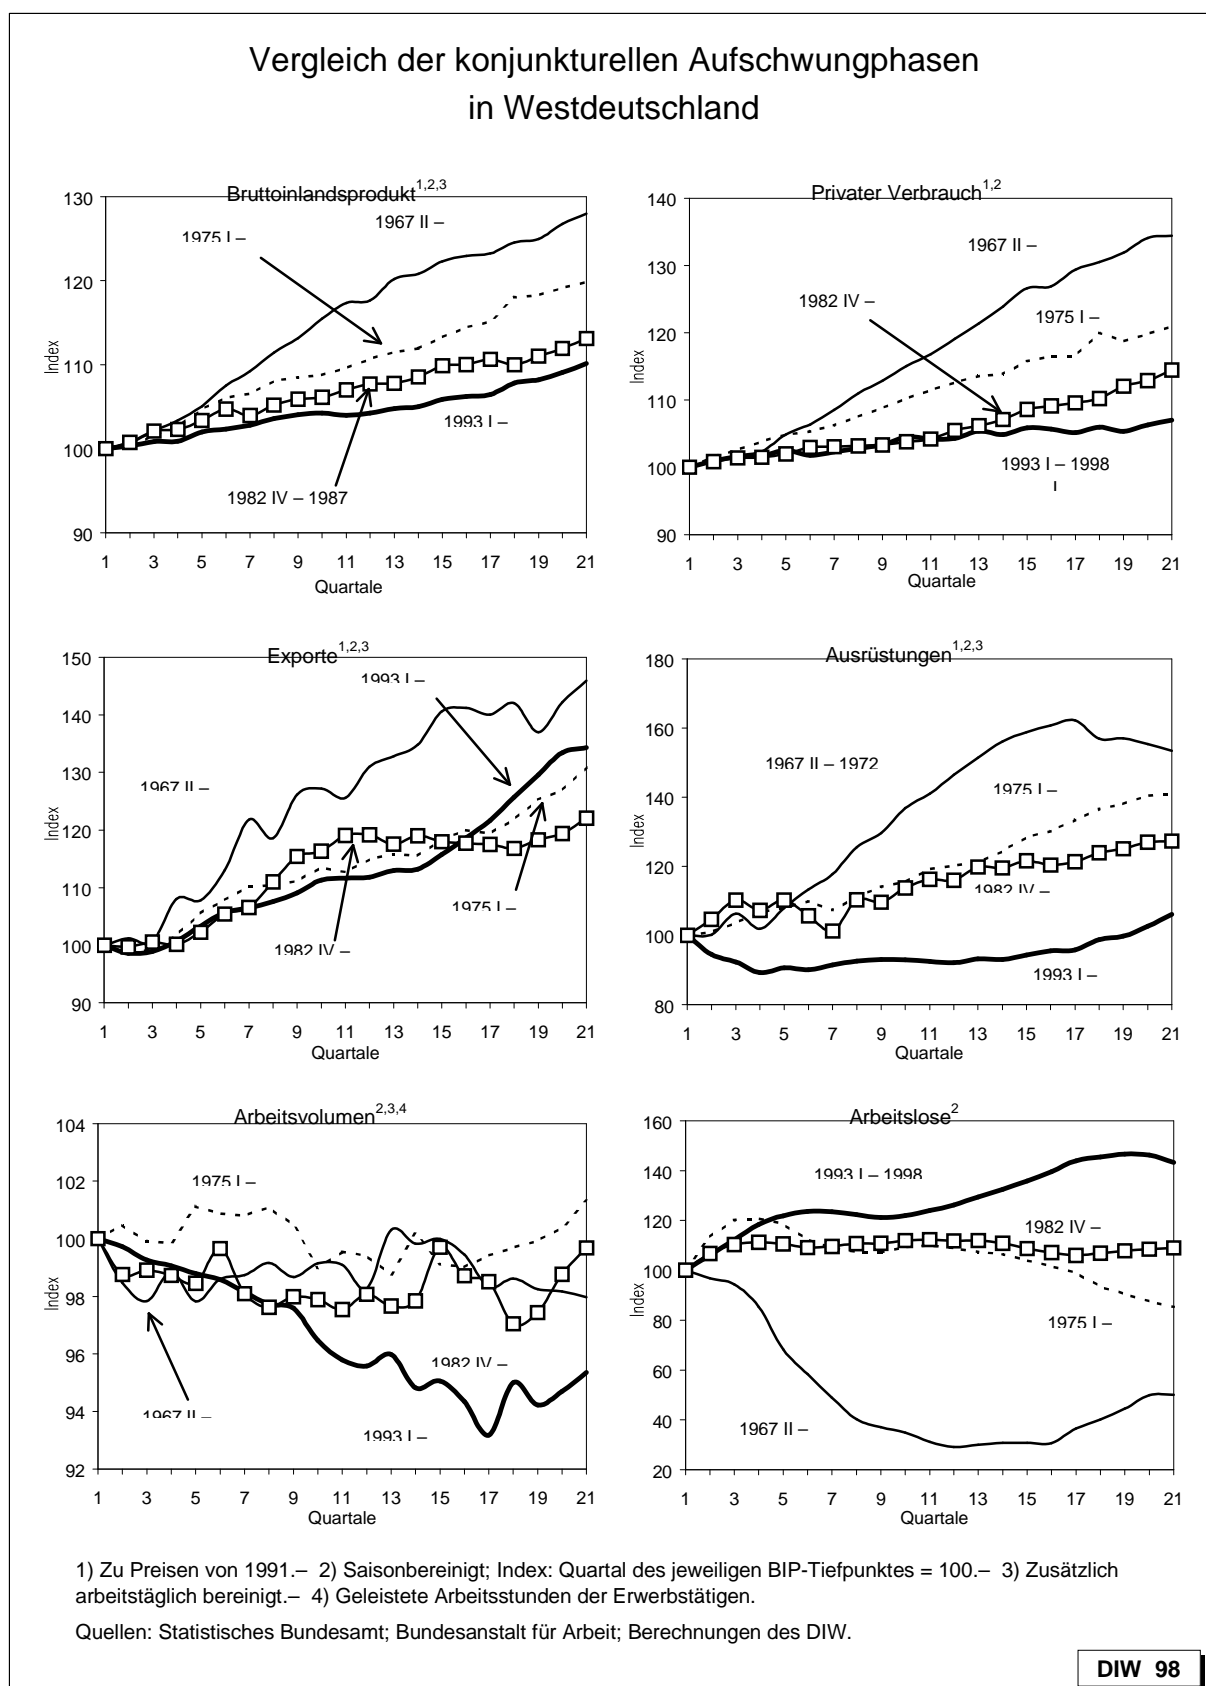 Vergleich der konjunkturellen Aufschwungphasen
in Westdeutschland
Bruttoinlandsprodukt1,2,3
130
120
110
100
90
Index
1967 II –
1975 I –
1993 I –
1982 IV – 1987
1 3 5 7 9 11 13 15 17 19 21
Quartale
Privater Verbrauch1,2
140
130
120
110
100
90
Index
1967 II –
1982 IV –
1975 I –
1993 I – 1998
I
1 3 5 7 9 11 13 15 17 19 21
Quartale
Exporte1,2,3
150
140
130
120
110
100
90
Index
1993 I –
1967 II –
1975 I –
1982 IV –
1 3 5 7 9 11 13 15 17 19 21
Quartale
Ausrüstungen1,2,3
180
160
140
120
100
80
Index
1967 II – 1972
1975 I –
1982 IV –
1993 I –
1 3 5 7 9 11 13 15 17 19 21
Quartale
Arbeitsvolumen2,3,4
104
102
100
98
96
94
92
Index
1975 I –
1982 IV –
1967 II –
1993 I –
1 3 5 7 9 11 13 15 17 19 21
Quartale
Arbeitslose2
160
140
120
100
80
60
40
20
Index
1993 I – 1998
1982 IV –
1975 I –
1967 II –
1 3 5 7 9 11 13 15 17 19 21
Quartale
1) Zu Preisen von 1991.– 2) Saisonbereinigt; Index: Quartal des jeweiligen BIP-Tiefpunktes = 100.– 3) Zusätzlich
arbeitstäglich bereinigt.– 4) Geleistete Arbeitsstunden der Erwerbstätigen.
Quellen: Statistisches Bundesamt; Bundesanstalt für Arbeit; Berechnungen des DIW.
DIW 98